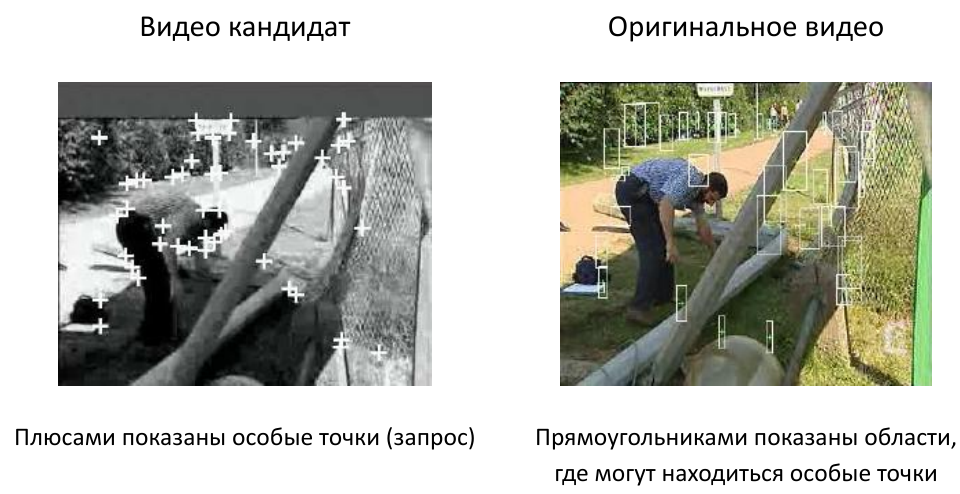 Видео кандидат
Оригинальное видео
Плюсами показаны особые точки (запрос)
Прямоугольниками показаны области,
где могут находиться особые точки